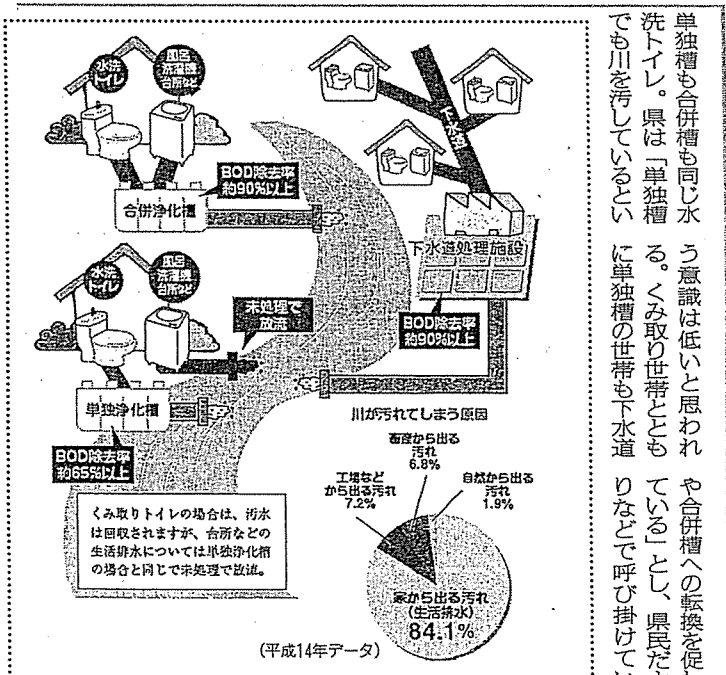 単独槽も合併槽も同じ水
洗トイレ。県は「単独槽
でも川を汚しているとい
う意識は低いと思われ
る。くみ取り世帯ととも
に単独槽の世帯も下水道
や合併槽への転換を促し
ている」とし、県民だよ
りなどで呼び掛けてい
水洗
トイレ
風呂
洗濯機
台所など
BOD除去率
約90%以上
合併浄化槽
下水道
下水道処理施設
BOD除去率
約90%以上
水洗
トイレ
風呂
洗濯機
台所など
未処理で
放流
単独浄化槽
BOD除去率
約65%以上
くみ取りトイレの場合は、汚水
は回収されますが、台所などの
生活排水については単独浄化槽
の場合と同じで未処理で放流。
川が汚れてしまう原因
畜産から出る
汚れ
6.8%
工場など
から出る汚れ
7.2%
自然から出る
汚れ
1.9%
家から出る汚れ
(生活排水)
84.1%
(平成14年データ)